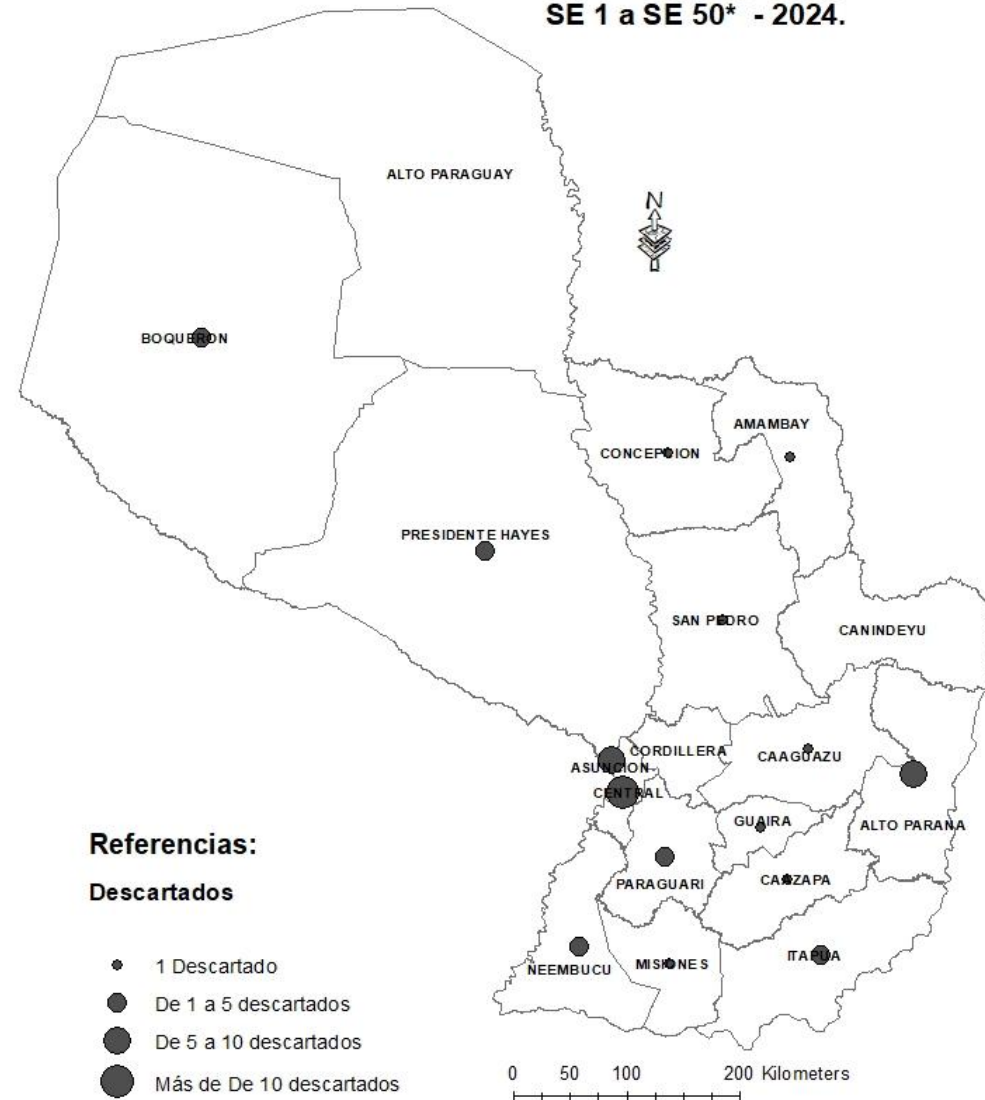 SE 1 a SE 50* - 2024.
ALTO PARAGUAY
N
BOQUERON
AMAMBAY
CONCEPCION
PRESIDENTE HAYES
SAN PEDRO
CANINDEYU
CORDILLERA
CAAGUAZU
ASUNCION
CENTRAL
GUAIRA
ALTO PARANA
PARAGUARI
CAAZAPA
ITAPUA
ÑEEMBUCU
MISIONES
Referencias:
Descartados
1 Descartado
De 1 a 5 descartados
De 5 a 10 descartados
Más de De 10 descartados
0 50 100 200 Kilometers